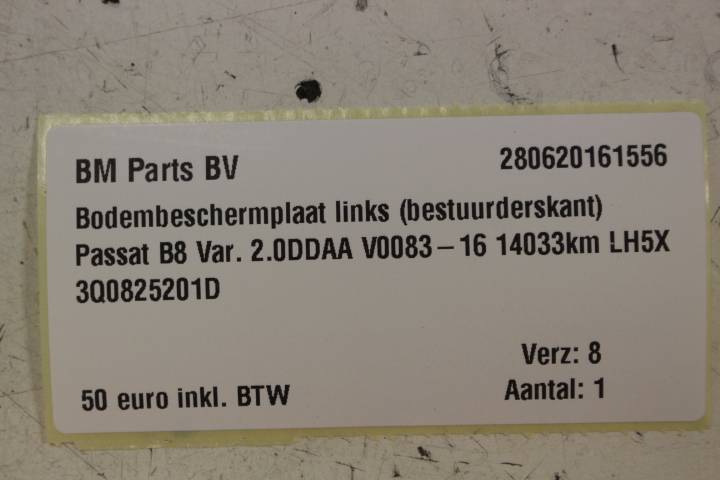 BM Parts BV 280620161556
Bodembeschermplaat links (bestuurderskant)
Passat B8 Var. 2.0DDAA V0083-16 14033km LH5X
3Q0825201D
Verz: 8
50 euro inkl. BTW Aantal: 1